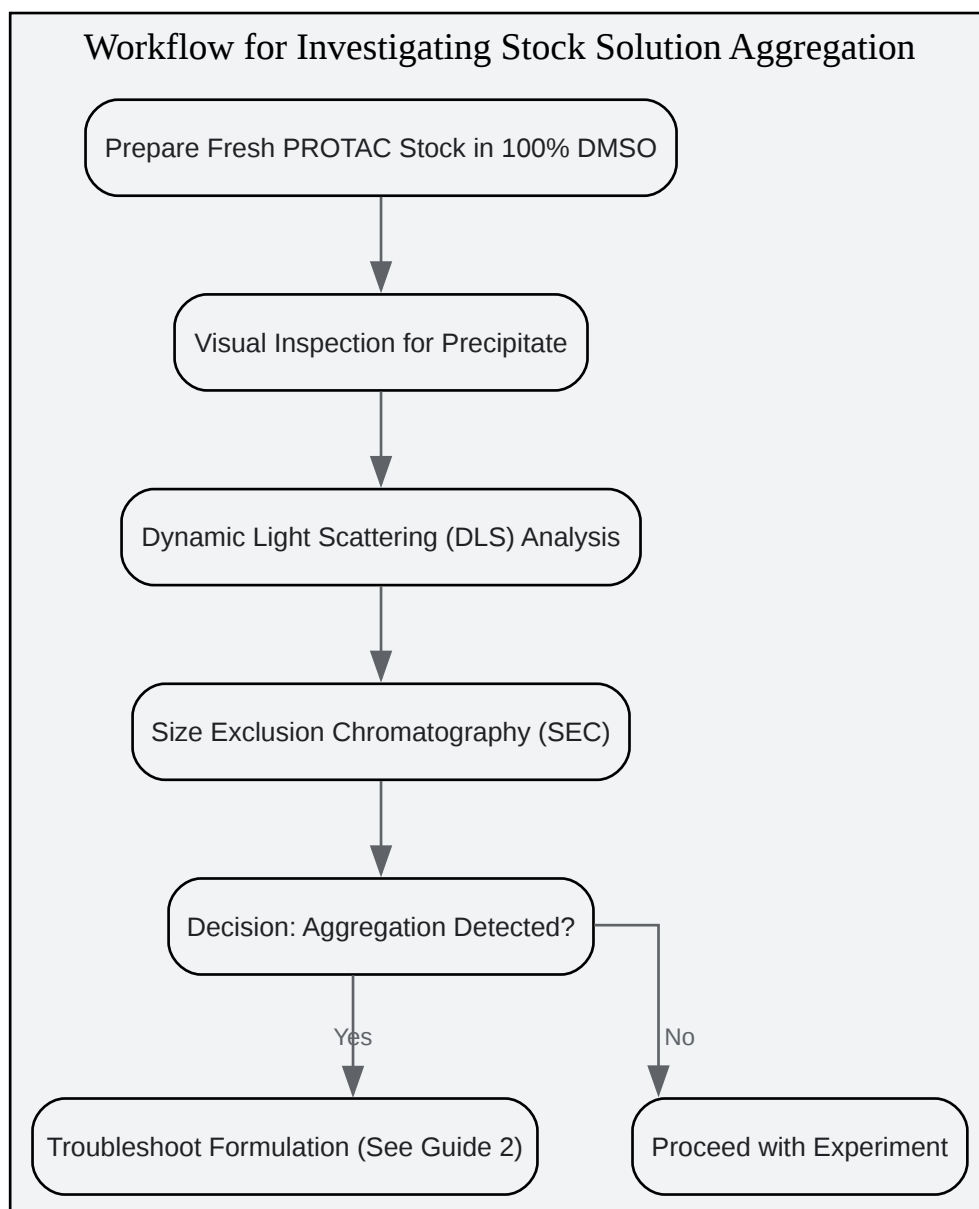 Workflow for Investigating Stock Solution Aggregation
Prepare Fresh PROTAC Stock in 100% DMSO
Visual Inspection for Precipitate
Dynamic Light Scattering (DLS) Analysis
Size Exclusion Chromatography (SEC)
Decision: Aggregation Detected?
Yes
No
Troubleshoot Formulation (See Guide 2)
Proceed with Experiment